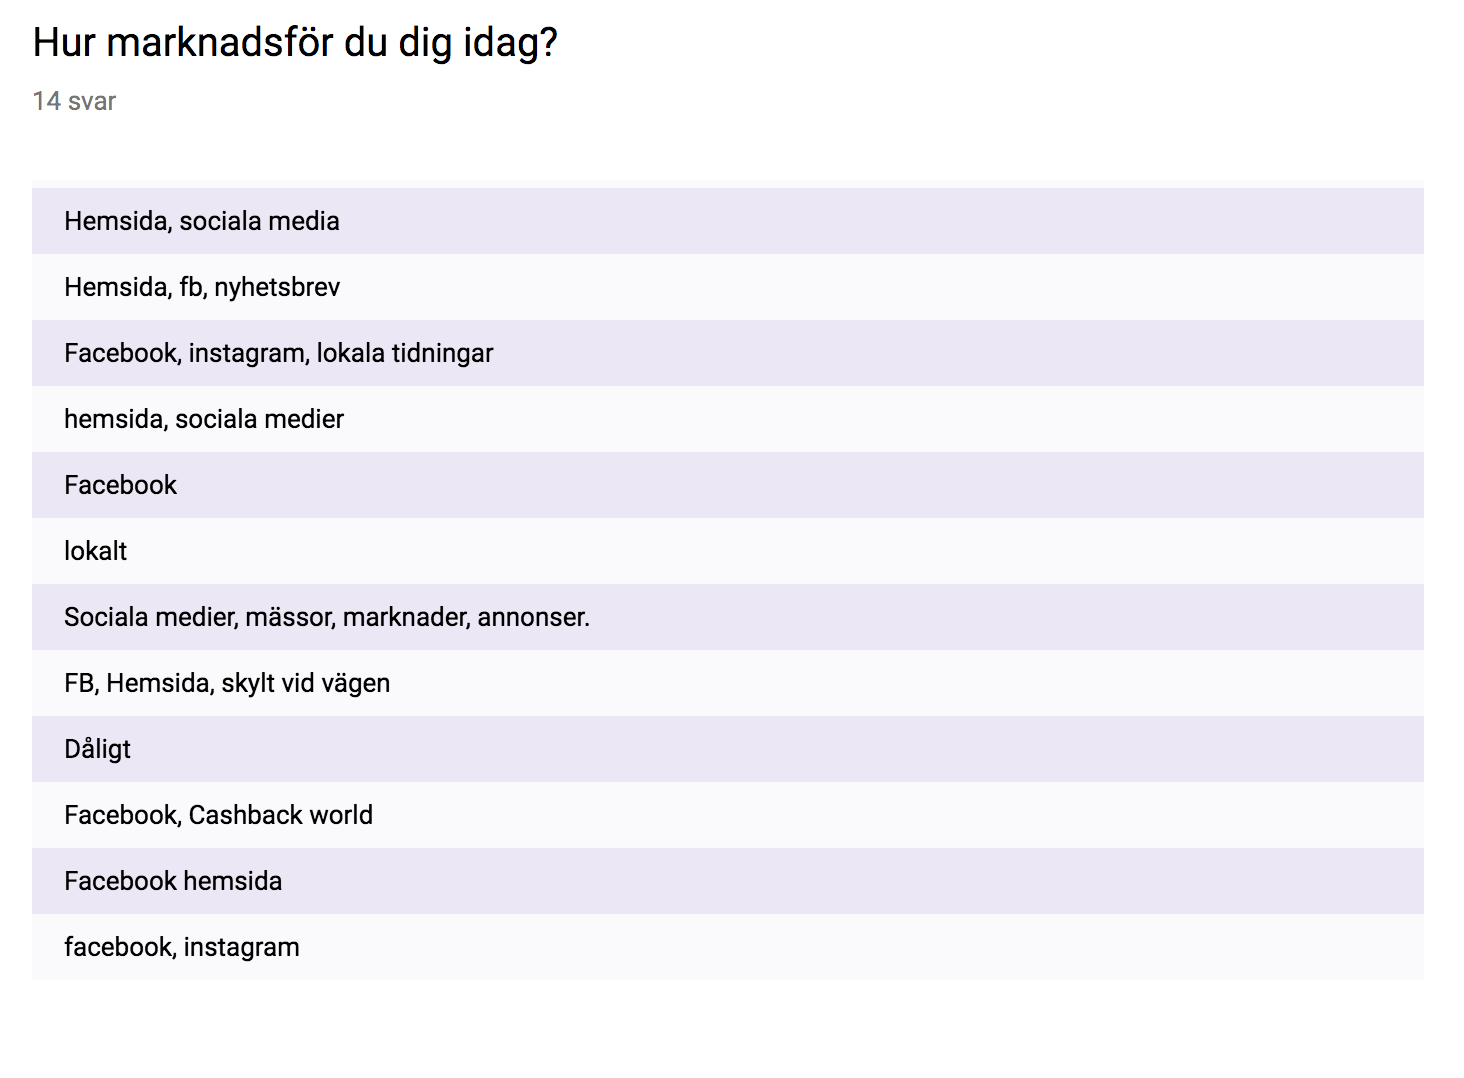 Hur marknadsför du dig idag?
14 svar
Hemsida, sociala media
Hemsida, fb, nyhetsbrev
Facebook, instagram, lokala tidningar
hemsida, sociala medier
Facebook
lokalt
Sociala medier, mässor, marknader, annonser.
FB, Hemsida, skylt vid vägen
Dåligt
Facebook, Cashback world
Facebook hemsida
facebook, instagram